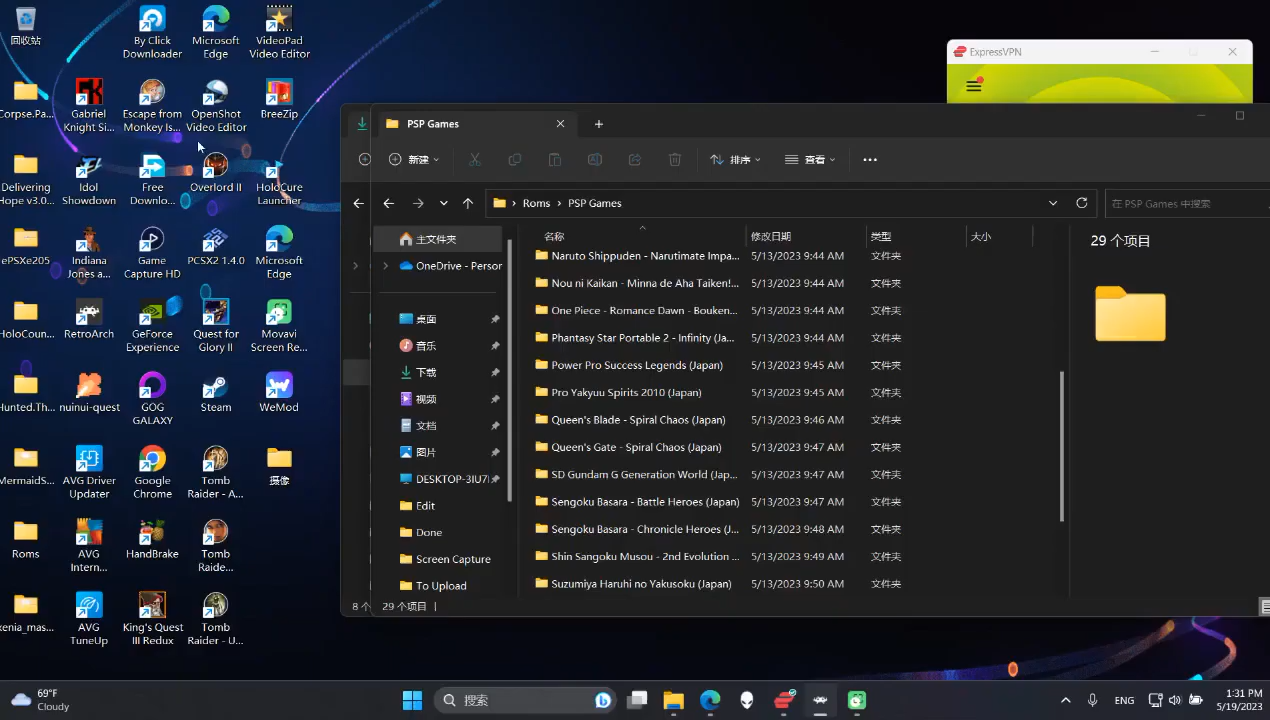 回收站
By Click
Downloader
Microsoft
Edge
VideoPad
Video Editor
Corpse.Pa...
Gabriel
Knight Si...
Escape from
Monkey Is...
OpenShot
Video Editor
BreeZip
Delivering
Hope v3.0...
Idol
Showdown
Free
Downlo...
Overlord II
HoloCure
Launcher
ePSXe205
Indiana
Jones a...
Game
Capture HD
PCSX2 1.4.0
Microsoft
Edge
HoloCoun...
RetroArch
GeForce
Experience
Quest for
Glory II
Movavi
Screen Re...
Hunted.Th...
nuinui-quest
GOG
GALAXY
Steam
WeMod
MermaidS...
AVG Driver
Updater
Google
Chrome
Tomb
Raider - A...
摄像
Roms
AVG
Intern...
HandBrake
Tomb
Raide...
xenia_mas...
AVG
TuneUp
King's Quest
III Redux
Tomb
Raider - U...
ExpressVPN
PSP Games
新建
排序
查看
Roms > PSP Games
在 PSP Games 中搜索
主文件夹
OneDrive - Persor
桌面
音乐
下载
视频
文档
图片
DESKTOP-3IU7I
Edit
Done
Screen Capture
To Upload
名称 修改日期 类型 大小
Naruto Shippuden - Narutimate Impa... 5/13/2023 9:44 AM 文件夹
Nou ni Kaikan - Minna de Aha Taiken!... 5/13/2023 9:44 AM 文件夹
One Piece - Romance Dawn - Bouken... 5/13/2023 9:44 AM 文件夹
Phantasy Star Portable 2 - Infinity (Ja... 5/13/2023 9:44 AM 文件夹
Power Pro Success Legends (Japan) 5/13/2023 9:45 AM 文件夹
Pro Yakyuu Spirits 2010 (Japan) 5/13/2023 9:45 AM 文件夹
Queen's Blade - Spiral Chaos (Japan) 5/13/2023 9:46 AM 文件夹
Queen's Gate - Spiral Chaos (Japan) 5/13/2023 9:47 AM 文件夹
SD Gundam G Generation World (Jap... 5/13/2023 9:47 AM 文件夹
Sengoku Basara - Battle Heroes (Japan) 5/13/2023 9:47 AM 文件夹
Sengoku Basara - Chronicle Heroes (J... 5/13/2023 9:48 AM 文件夹
Shin Sangoku Musou - 2nd Evolution ... 5/13/2023 9:49 AM 文件夹
Suzumiya Haruhi no Yakusoku (Japan) 5/13/2023 9:50 AM 文件夹
29 个项目
8 个
29 个项目
69°F
Cloudy
搜索
ENG
1:31 PM
5/19/2023